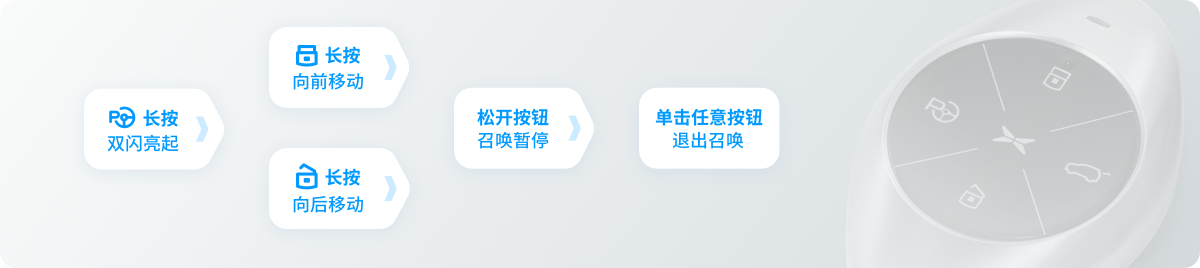 长按
双闪亮起
长按
向前移动
长按
向后移动
松开按钮
召唤暂停
单击任意按钮
退出召唤